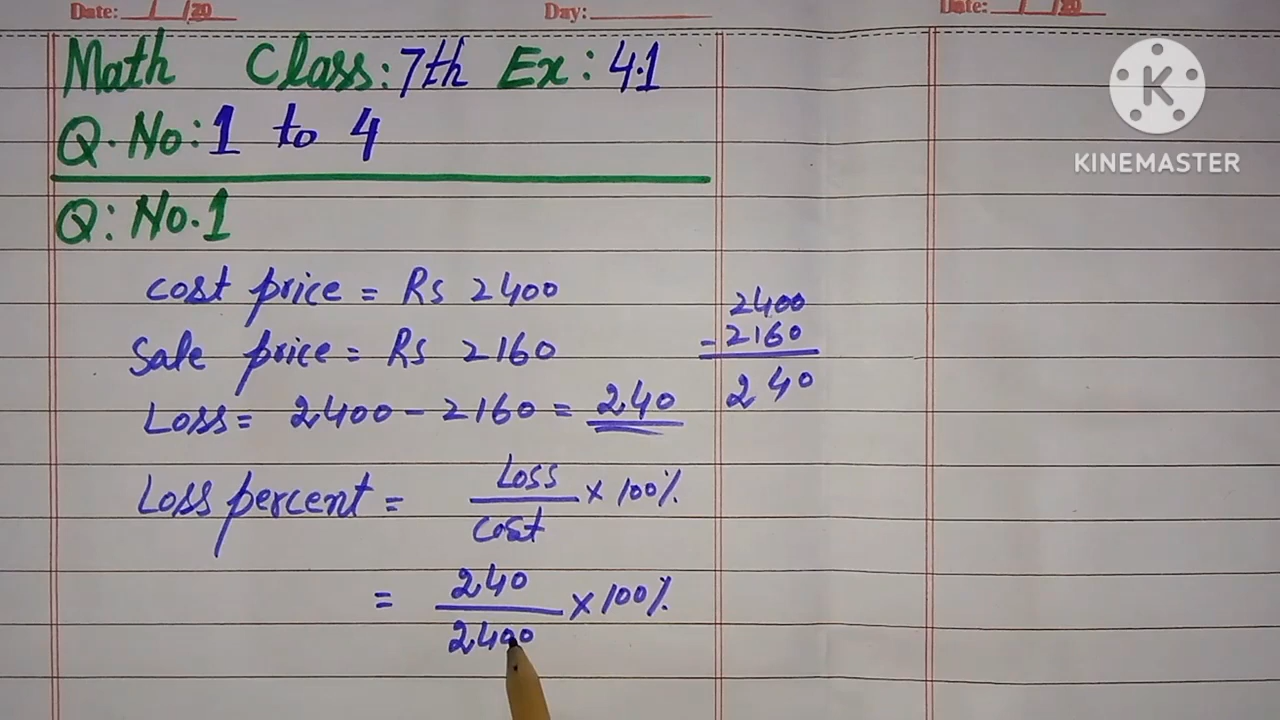 Date: / /20
Day:
Date: / /20
Math Class: 7th Ex: 4.1
Q. No: 1 to 4
Q: No. 1
cost price = Rs 2400
Sale price = Rs 2160
Loss = 2400 - 2160 = 240
2400
- 2160
240
Loss percent = Loss/cost × 100%
= 240/2400 × 100%
KINEMASTER